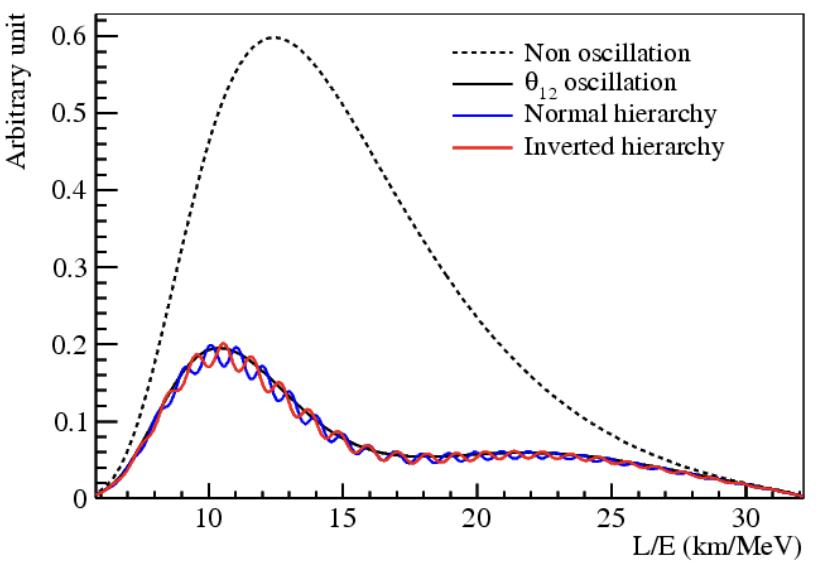 Arbitrary unit
0.6
0.5
0.4
0.3
0.2
0.1
0
Non oscillation
θ12 oscillation
Normal hierarchy
Inverted hierarchy
10 15 20 25 30
L/E (km/MeV)